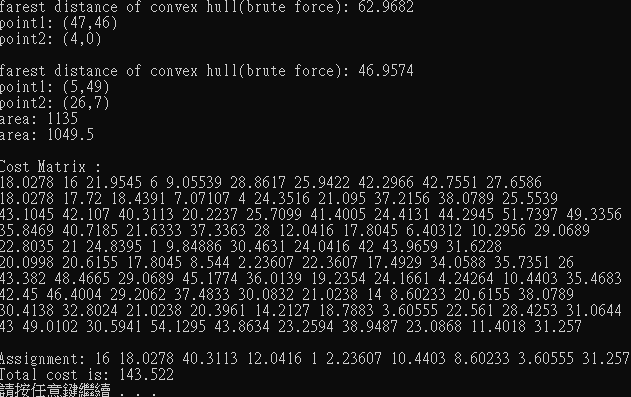 farest distance of convex hull(brute force): 62.9682
point1: (47,46)
point2: (4,0)
farest distance of convex hull(brute force): 46.9574
point1: (5,49)
point2: (26,7)
area: 1135
area: 1049.5
Cost Matrix :
18.0278 16 21.9545 6 9.05539 28.8617 25.9422 42.2966 42.7551 27.6586
18.0278 17.72 18.4391 7.07107 4 24.3516 21.095 37.2156 38.0789 25.5539
43.1045 42.107 40.3113 20.2237 25.7099 41.4005 24.4131 44.2945 51.7397 49.3356
35.8469 40.7185 21.6333 37.3363 28 12.0416 17.8045 6.40312 10.2956 29.0689
22.8035 21 24.8395 1 9.84886 30.4631 24.0416 42 43.9659 31.6228
20.0998 20.6155 17.8045 8.544 2.23607 22.3607 17.4929 34.0588 35.7351 26
43.382 48.4665 29.0689 45.1774 36.0139 19.2354 24.1661 4.24264 10.4403 35.4683
42.45 46.4004 29.2062 37.4833 30.0832 21.0238 14 8.60233 20.6155 38.0789
30.4138 32.8024 21.0238 20.3961 14.2127 18.7883 3.60555 22.561 28.4253 31.0644
43 49.0102 30.5941 54.1295 43.8634 23.2594 38.9487 23.0868 11.4018 31.257
Assignment: 16 18.0278 40.3113 12.0416 1 2.23607 10.4403 8.60233 3.60555 31.257
Total cost is: 143.522
請按任意鍵繼續 . . .